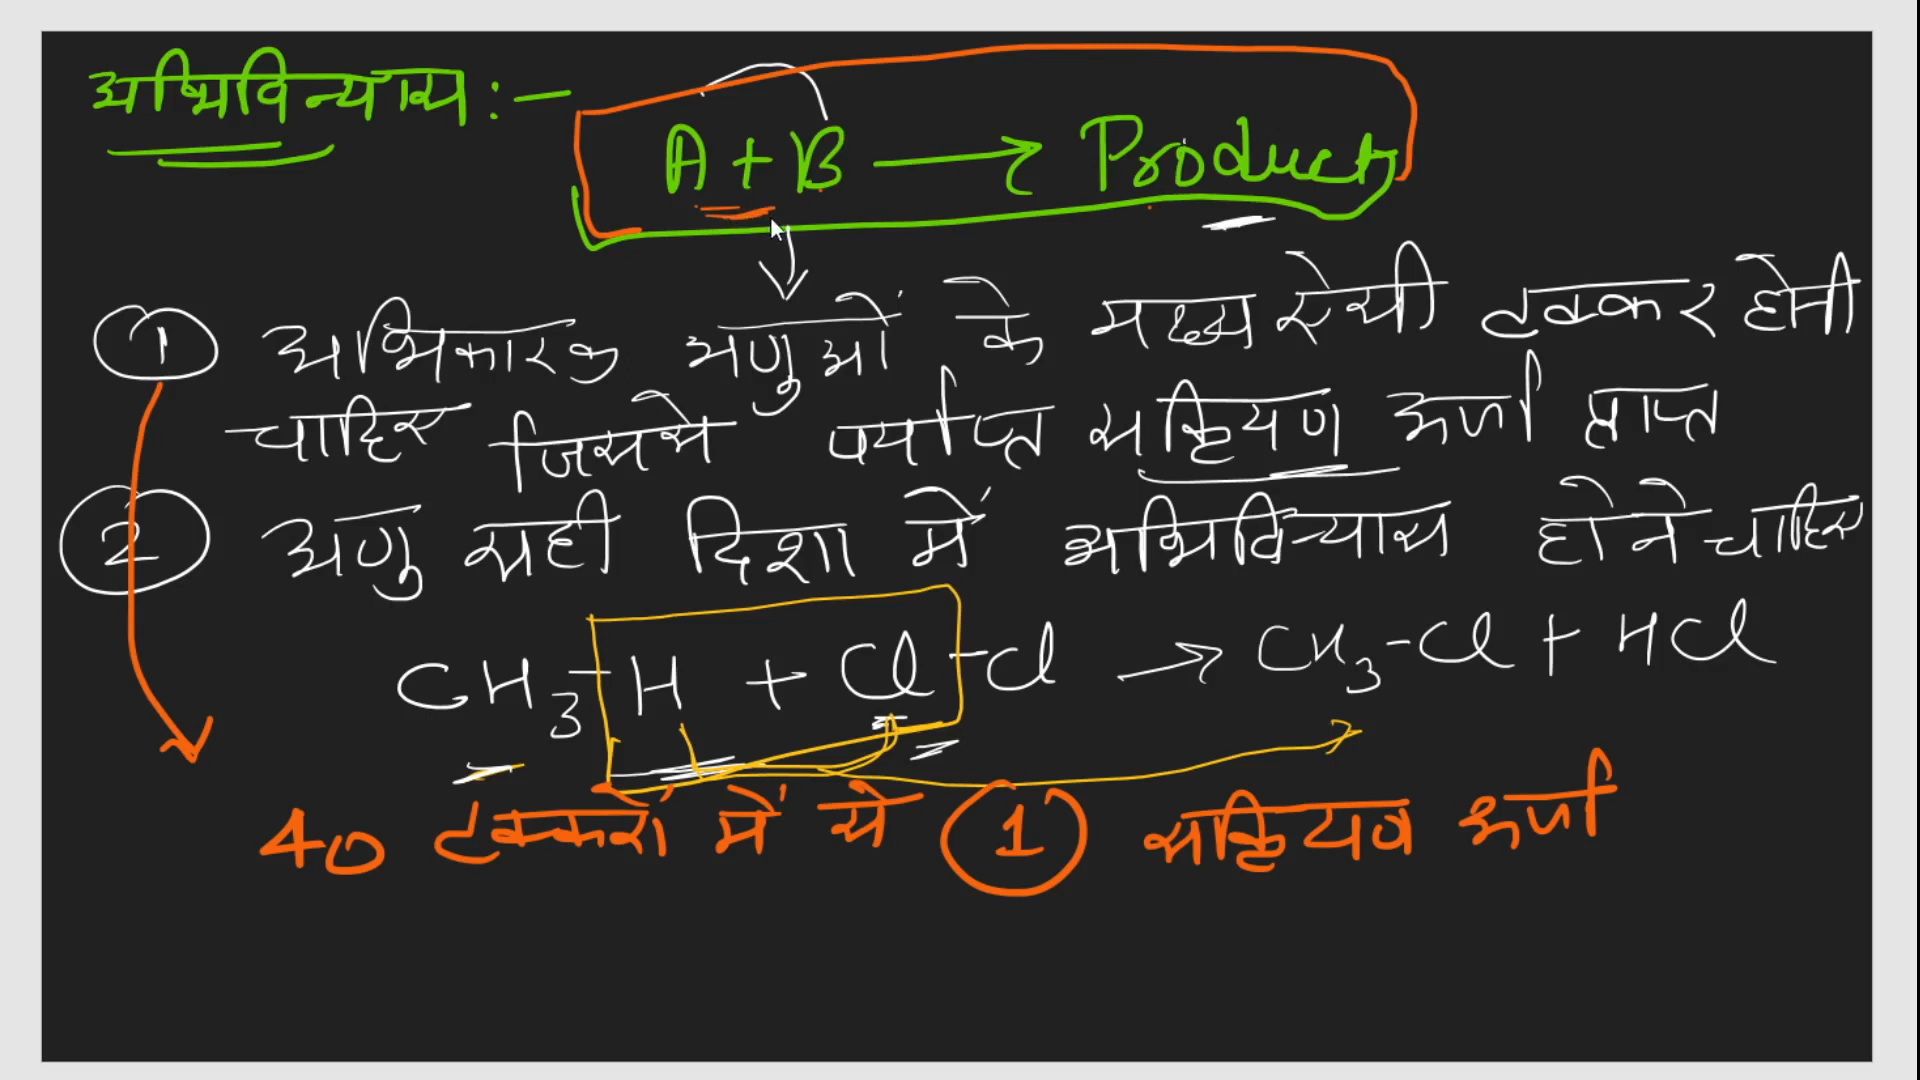 अभिविन्यास :- A + B → Product
① अभिकारक अणुओं के मध्य ऐसी टक्कर होनी
चाहिए जिससे पर्याप्त सक्रियण ऊर्जा प्राप्त
② अणु सही दिशा में अभिविन्यास होने चाहिए
CH3-H + Cl-Cl → CH3-Cl + HCl
40 टक्करों में से ① सक्रियण ऊर्जा